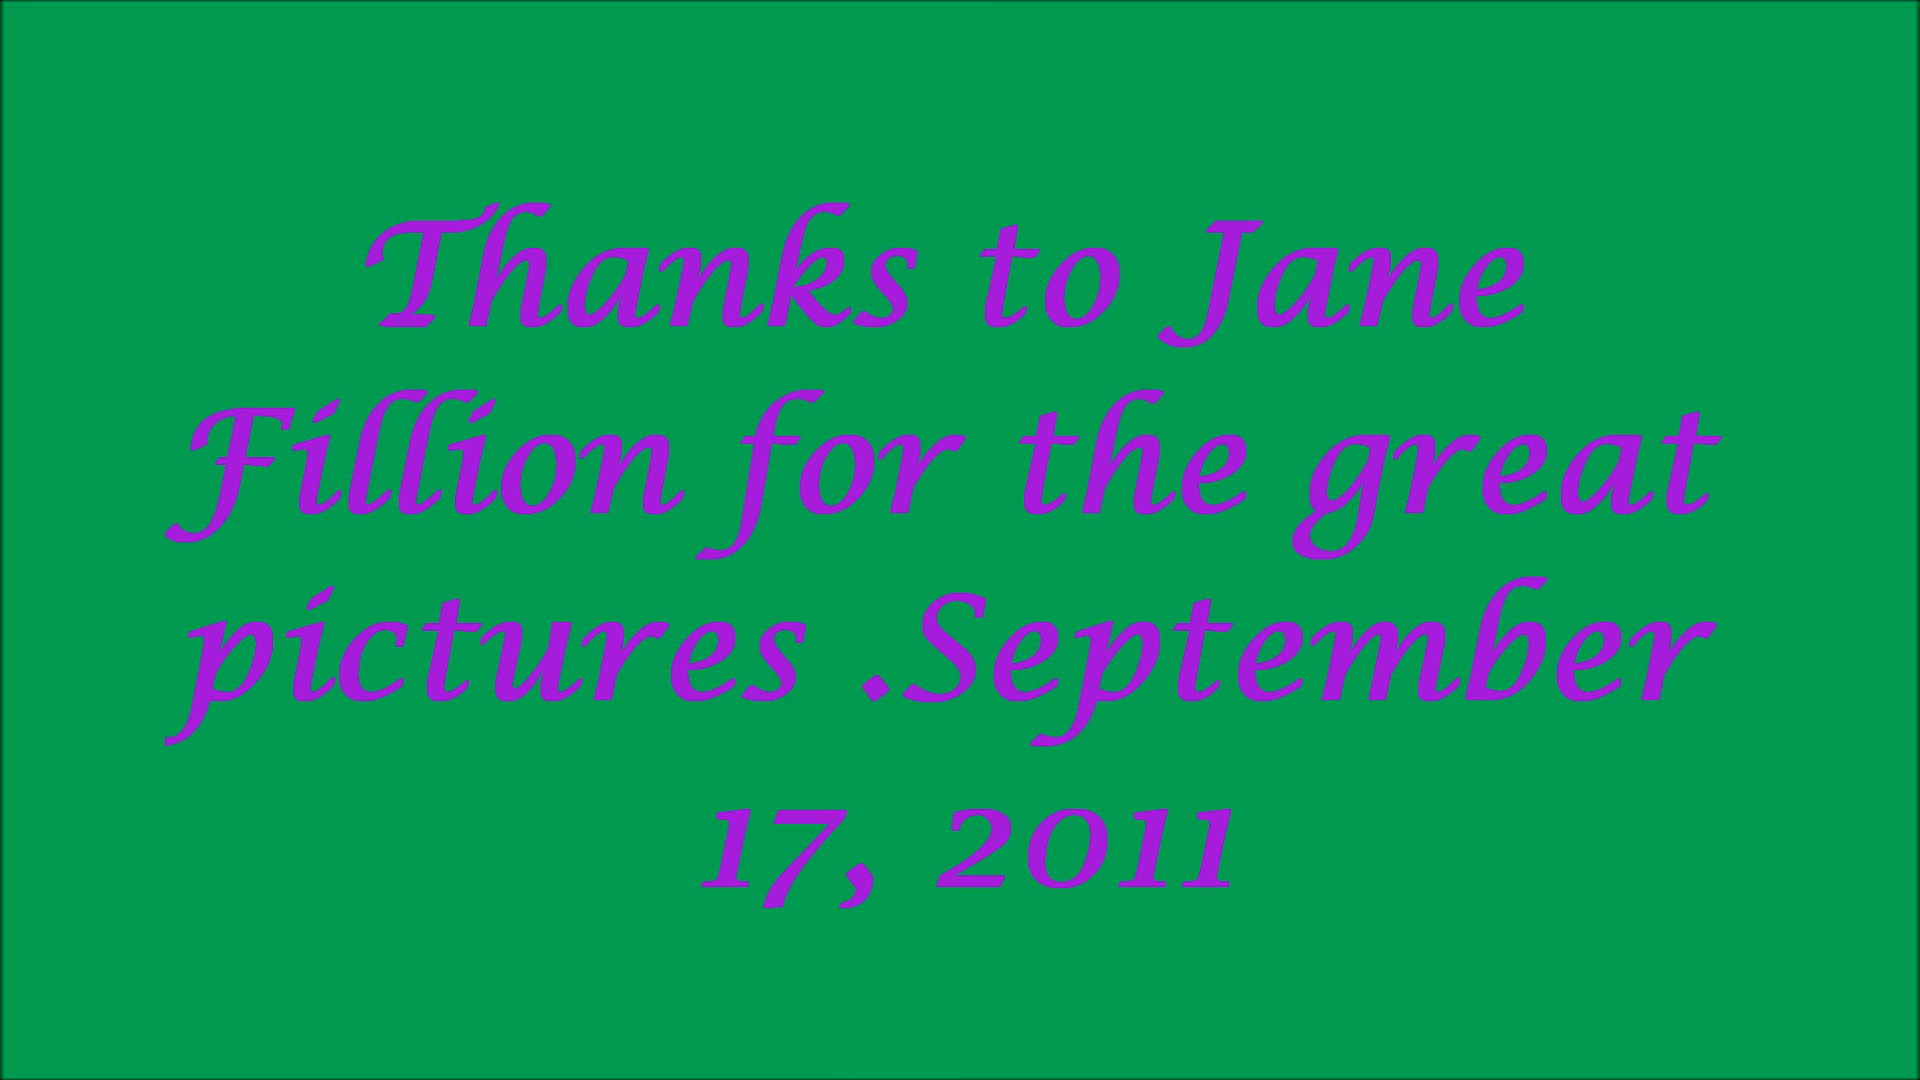 Thanks to Jane
Fillion for the great
pictures .September
17, 2011